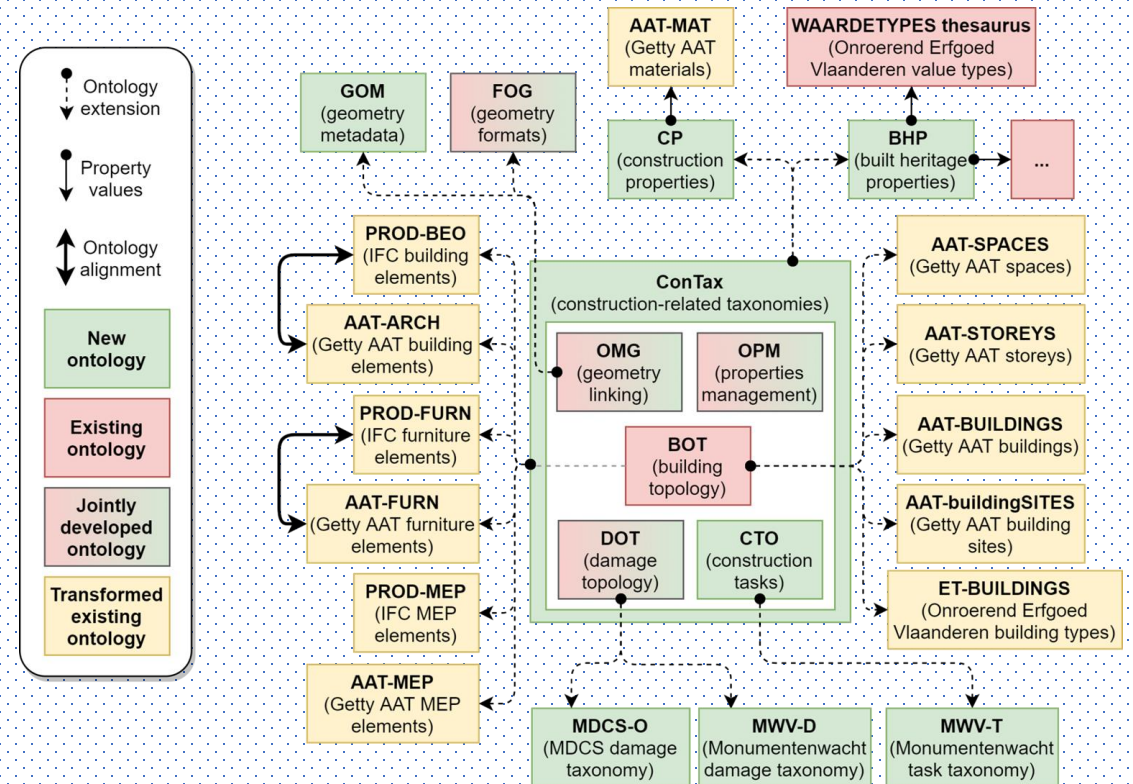 Ontology
extension
Property
values
Ontology
alignment
New
ontology
Existing
ontology
Jointly
developed
ontology
Transformed
existing
ontology
GOM
(geometry
metadata)
FOG
(geometry
formats)
AAT-MAT
(Getty AAT
materials)
WAARDETYPES thesaurus
(Onroerend Erfgoed
Vlaanderen value types)
CP
(construction
properties)
BHP
(built heritage
properties)
...
PROD-BEO
(IFC building
elements)
AAT-ARCH
(Getty AAT building
elements)
PROD-FURN
(IFC furniture
elements)
AAT-FURN
(Getty AAT furniture
elements)
PROD-MEP
(IFC MEP
elements)
AAT-MEP
(Getty AAT MEP
elements)
ConTax
(construction-related taxonomies)
OMG
(geometry
linking)
OPM
(properties
management)
BOT
(building
topology)
DOT
(damage
topology)
CTO
(construction
tasks)
AAT-SPACES
(Getty AAT spaces)
AAT-STOREYS
(Getty AAT storeys)
AAT-BUILDINGS
(Getty AAT buildings)
AAT-buildingSITES
(Getty AAT building
sites)
ET-BUILDINGS
(Onroerend Erfgoed
Vlaanderen building types)
MDCS-O
(MDCS damage
taxonomy)
MWV-D
(Monumentenwacht
damage taxonomy)
MWV-T
(Monumentenwacht
task taxonomy)